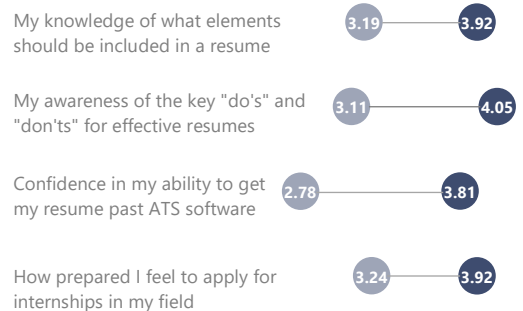 My knowledge of what elements
should be included in a resume
3.19 3.92
My awareness of the key "do's" and
"don'ts" for effective resumes
3.11 4.05
Confidence in my ability to get
my resume past ATS software
2.78 3.81
How prepared I feel to apply for
internships in my field
3.24 3.92